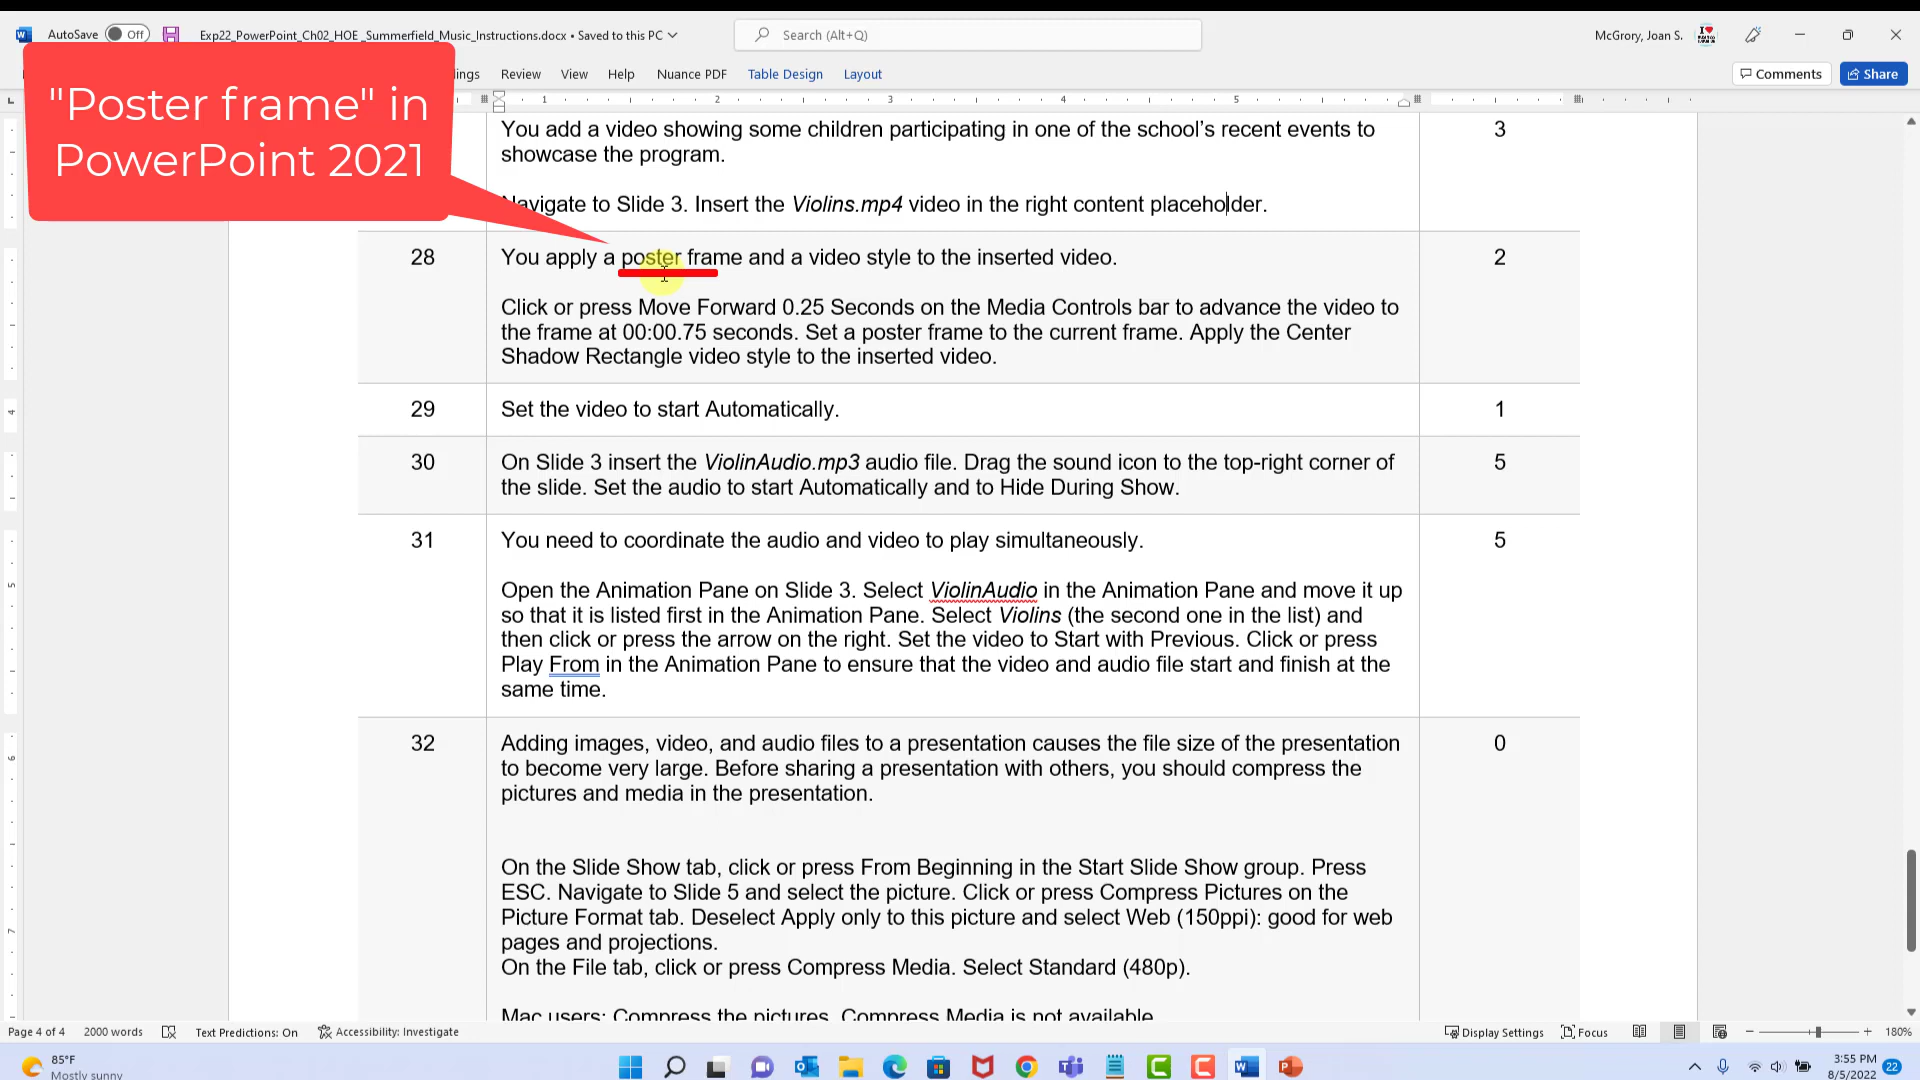 AutoSave Off Exp22_PowerPoint_Ch02_HOE _Summerfield_Music_Instructions.docx • Saved to this PC Search (Alt+Q) McGrory, Joan S.
Review View Help Nuance PDF Table Design Layout Comments Share
"Poster frame" in
PowerPoint 2021
1 2 3 4 5
You add a video showing some children participating in one of the school's recent events to 3
showcase the program.
Navigate to Slide 3. Insert the Violins.mp4 video in the right content placeholder.
28 You apply a poster frame and a video style to the inserted video. 2
Click or press Move Forward 0.25 Seconds on the Media Controls bar to advance the video to
the frame at 00:00.75 seconds. Set a poster frame to the current frame. Apply the Center
Shadow Rectangle video style to the inserted video.
29 Set the video to start Automatically. 1
30 On Slide 3 insert the ViolinAudio.mp3 audio file. Drag the sound icon to the top-right corner of 5
the slide. Set the audio to start Automatically and to Hide During Show.
31 You need to coordinate the audio and video to play simultaneously. 5
Open the Animation Pane on Slide 3. Select ViolinAudio in the Animation Pane and move it up
so that it is listed first in the Animation Pane. Select Violins (the second one in the list) and
then click or press the arrow on the right. Set the video to Start with Previous. Click or press
Play From in the Animation Pane to ensure that the video and audio file start and finish at the
same time.
32 Adding images, video, and audio files to a presentation causes the file size of the presentation 0
to become very large. Before sharing a presentation with others, you should compress the
pictures and media in the presentation.
On the Slide Show tab, click or press From Beginning in the Start Slide Show group. Press
ESC. Navigate to Slide 5 and select the picture. Click or press Compress Pictures on the
Picture Format tab. Deselect Apply only to this picture and select Web (150ppi): good for web
pages and projections.
On the File tab, click or press Compress Media. Select Standard (480p).
Mac users: Compress the pictures. Compress Media is not available
Page 4 of 4 2000 words Text Predictions: On Accessibility: Investigate Display Settings Focus 180%
85°F
Mostly sunny
3:55 PM
8/5/2022 22